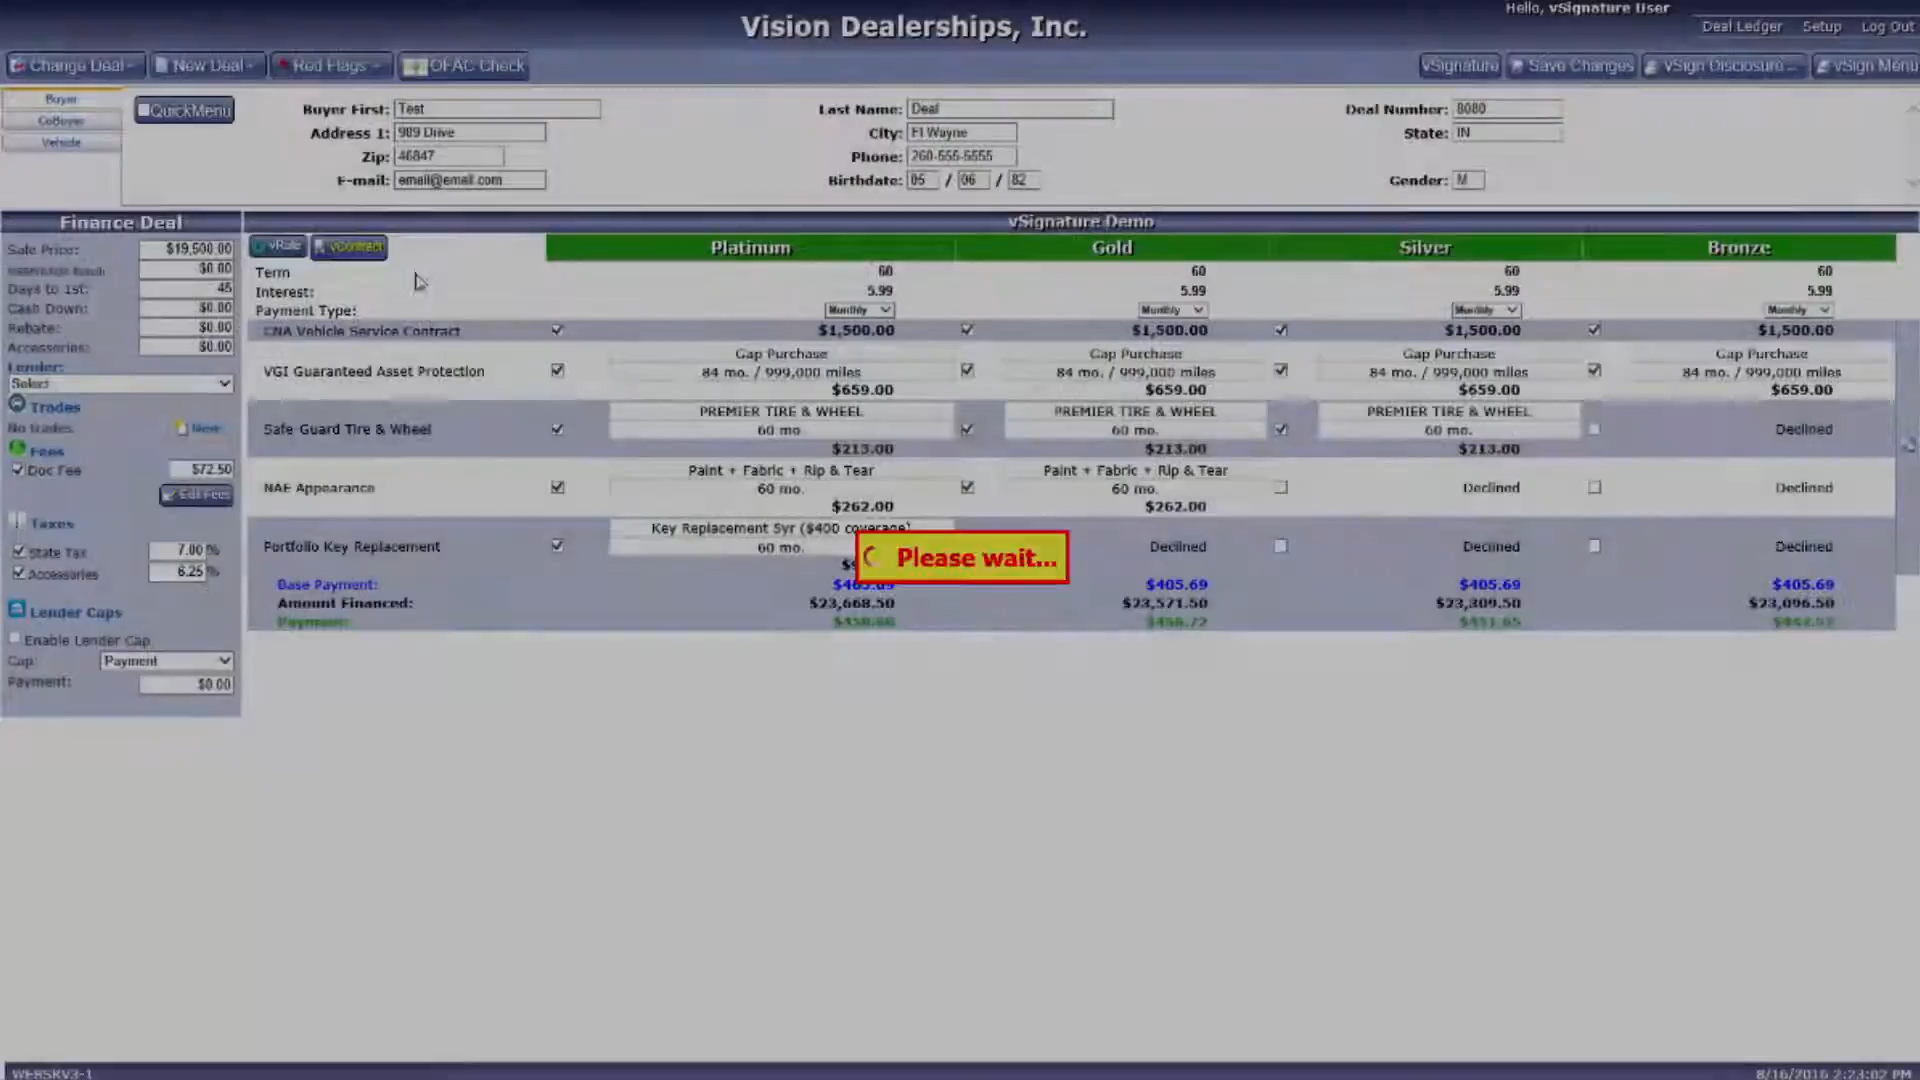 Hello, vSignature User
Vision Dealerships, Inc.
Deal Ledger Setup Log Out
Change Deal New Deal Red Flags OFAC Check vSignature Save Changes vSign Disclosure vSign Menu
Buyer
CoBuyer
Vehicle
QuickMenu
Buyer First: Test Last Name: Deal Deal Number: 8080
Address 1: 989 Drive City: Ft Wayne State: IN
Zip: 46847 Phone: 260-555-5555
E-mail: email@email.com Birthdate: 05 / 06 / 82 Gender: M
Finance Deal
Sale Price: $19,500.00
$0.00
Days to 1st: 45
Cash Down: $0.00
Rebate: $0.00
Accessories: $0.00
Lender:
Select
Trades
No trades. New
Fees
Doc Fee $72.50
Edit Fees
Taxes
State Tax 7.00 %
Accessories 6.25 %
Lender Caps
Enable Lender Cap
Cap: Payment
Payment: $0.00
vSignature Demo
vRate vContract Platinum Gold Silver Bronze
Term 60 60 60 60
Interest: 5.99 5.99 5.99 5.99
Payment Type: Monthly Monthly Monthly Monthly
CNA Vehicle Service Contract $1,500.00 $1,500.00 $1,500.00 $1,500.00
Gap Purchase Gap Purchase Gap Purchase Gap Purchase
VGI Guaranteed Asset Protection 84 mo. / 999,000 miles 84 mo. / 999,000 miles 84 mo. / 999,000 miles 84 mo. / 999,000 miles
$659.00 $659.00 $659.00 $659.00
PREMIER TIRE & WHEEL PREMIER TIRE & WHEEL PREMIER TIRE & WHEEL
Safe-Guard Tire & Wheel 60 mo. 60 mo. 60 mo. Declined
$213.00 $213.00 $213.00
Paint + Fabric + Rip & Tear Paint + Fabric + Rip & Tear
NAE Appearance 60 mo. 60 mo. Declined Declined
$262.00 $262.00
Key Replacement 5yr ($400 coverage)
Portfolio Key Replacement 60 mo. Declined Declined Declined
Please wait...
Base Payment: $405.69 $405.69 $405.69 $405.69
Amount Financed: $23,668.50 $23,571.50 $23,309.50 $23,096.50
Payment: $456.72 $451.65
WEBSRV3-1 8/16/2016 2:23:02 PM